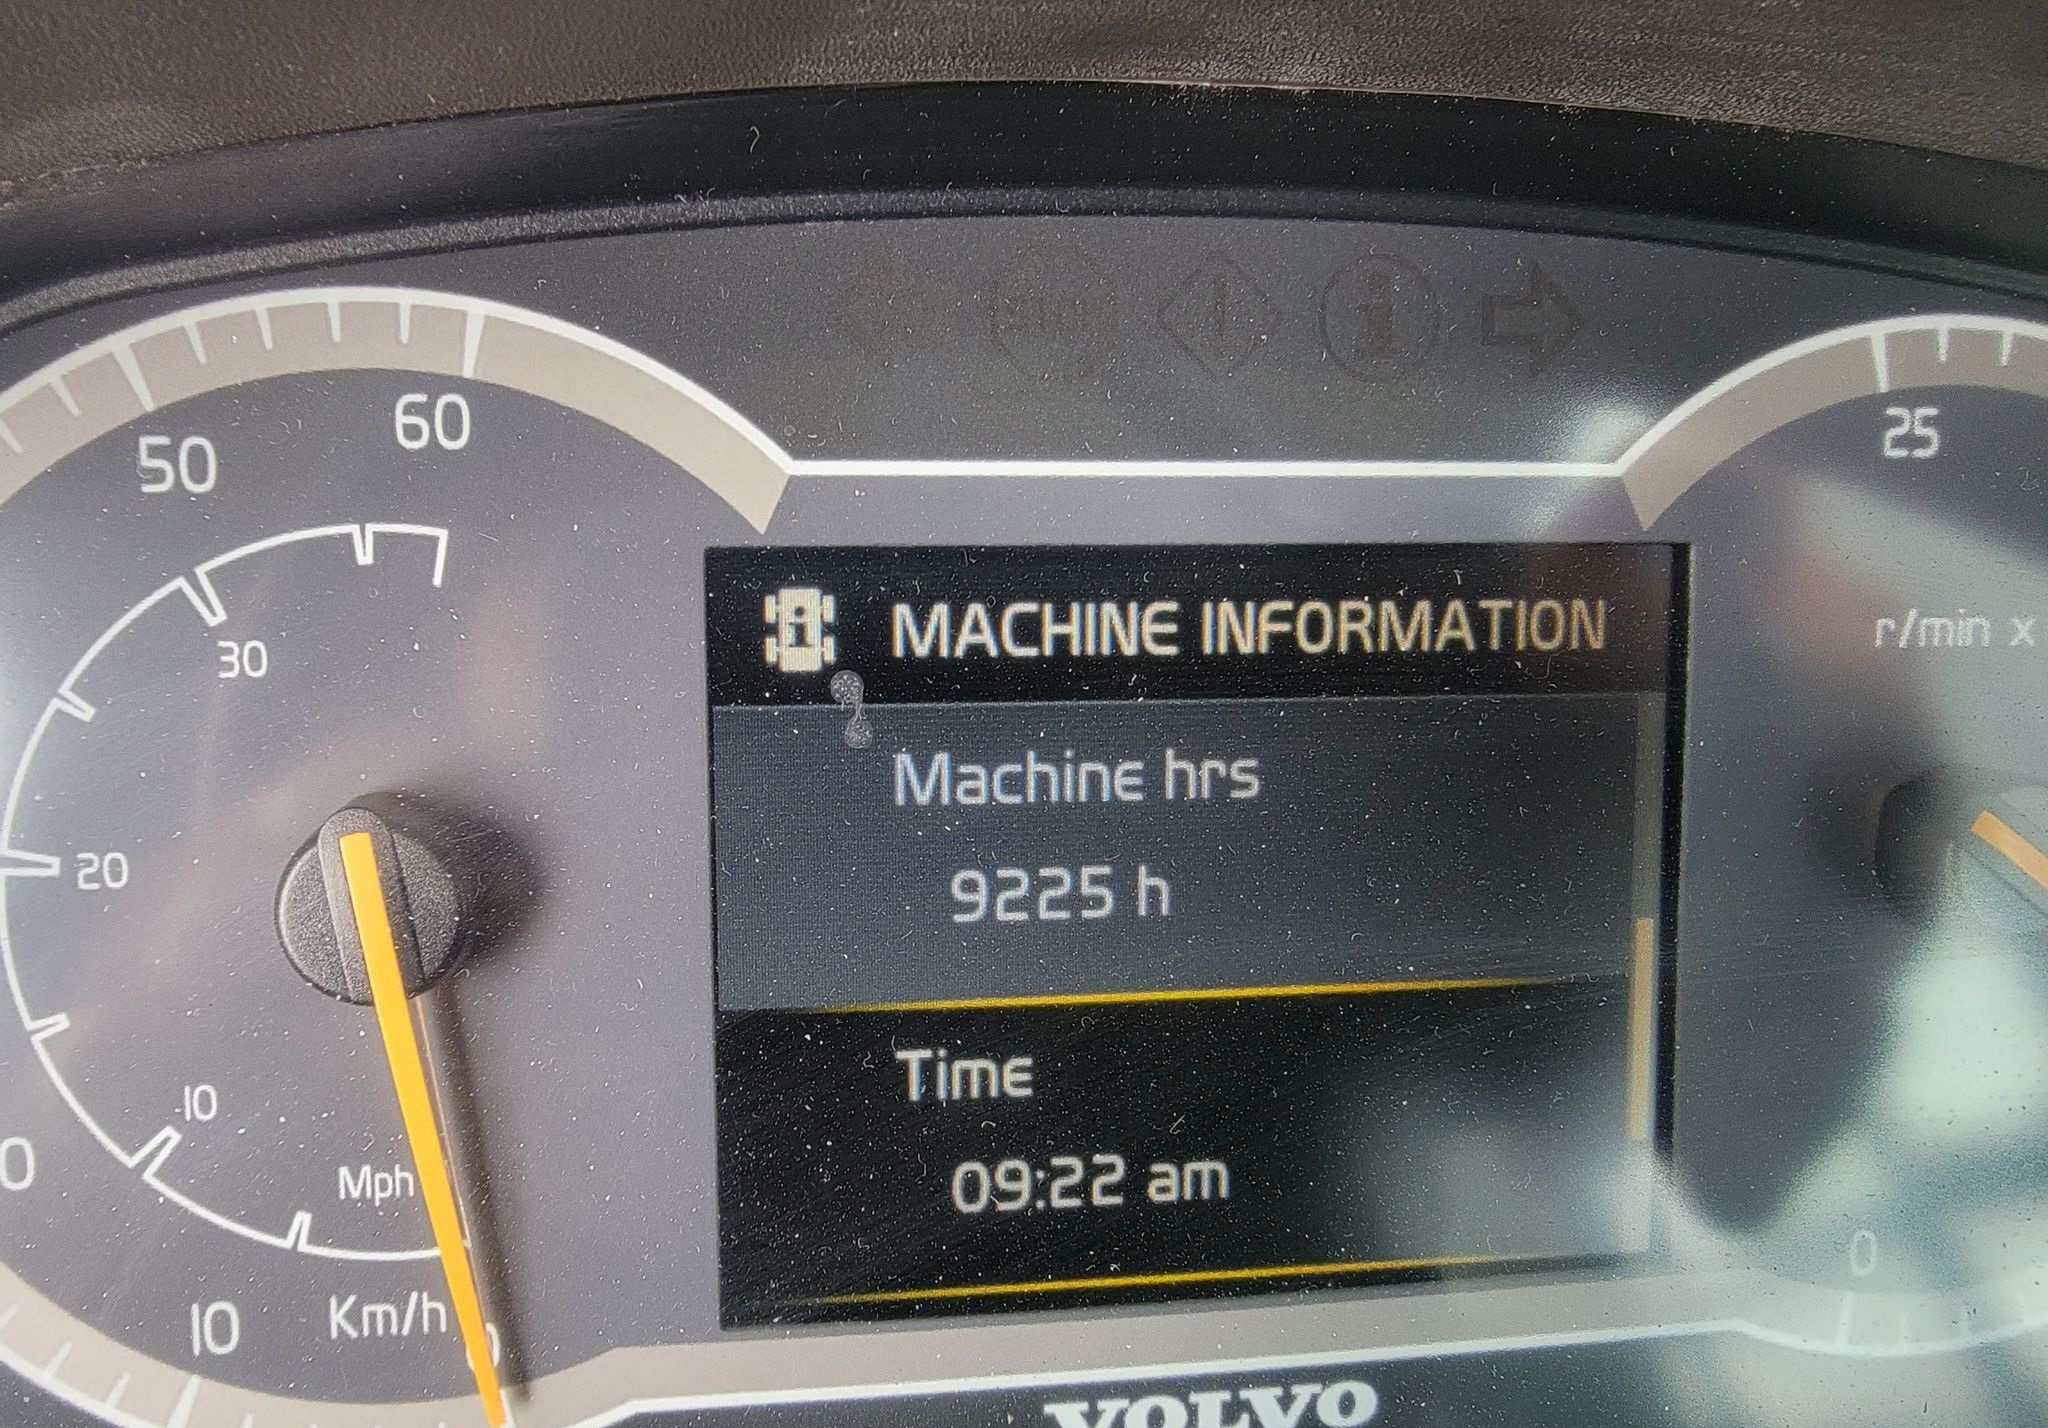 60
50
25
30
MACHINE INFORMATION
r/min x
Machine hrs
20
9225 h
Time
10
Mph
09:22 am
0
10
Km/h
0
VOLVO